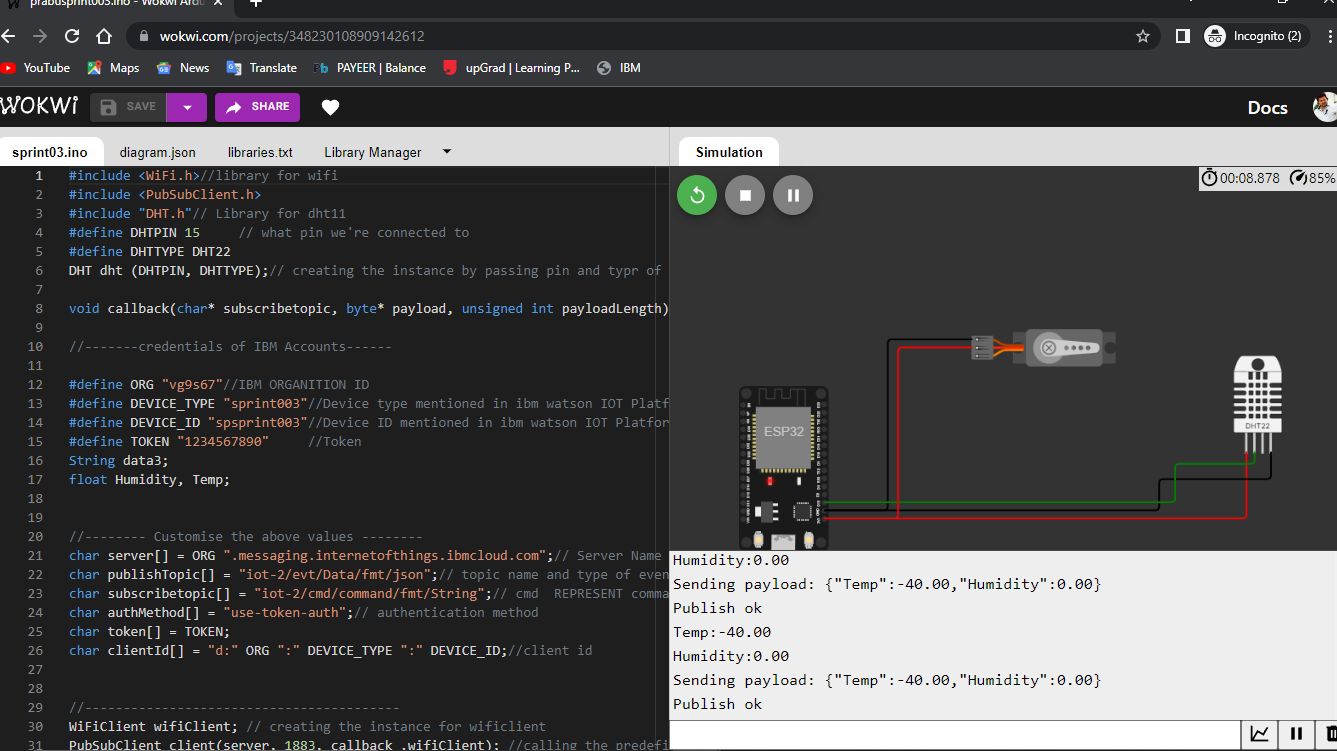 prabusprint003.ino - Wokwi Ardu
wokwi.com/projects/348230108909142612
Incognito (2)
YouTube Maps News Translate PAYEER | Balance upGrad | Learning P... IBM
WOKWI SAVE SHARE Docs
sprint03.ino diagram.json libraries.txt Library Manager
Simulation
00:08.878 85%
1 #include <WiFi.h>//library for wifi
2 #include <PubSubClient.h>
3 #include "DHT.h"// Library for dht11
4 #define DHTPIN 15     // what pin we're connected to
5 #define DHTTYPE DHT22
6 DHT dht (DHTPIN, DHTTYPE);// creating the instance by passing pin and typr of
7
8 void callback(char* subscribetopic, byte* payload, unsigned int payloadLength)
9
10 //-------credentials of IBM Accounts------
11
12 #define ORG "vg9s67"//IBM ORGANITION ID
13 #define DEVICE_TYPE "sprint003"//Device type mentioned in ibm watson IOT Platf
14 #define DEVICE_ID "spsprint003"//Device ID mentioned in ibm watson IOT Platfor
15 #define TOKEN "1234567890"     //Token
16 String data3;
17 float Humidity, Temp;
18
19
20 //-------- Customise the above values --------
21 char server[] = ORG ".messaging.internetofthings.ibmcloud.com";// Server Name
22 char publishTopic[] = "iot-2/evt/Data/fmt/json";// topic name and type of even
23 char subscribetopic[] = "iot-2/cmd/command/fmt/String";// cmd  REPRESENT comma
24 char authMethod[] = "use-token-auth";// authentication method
25 char token[] = TOKEN;
26 char clientId[] = "d:" ORG ":" DEVICE_TYPE ":" DEVICE_ID;//client id
27
28
29 //-----------------------------------------
30 WiFiClient wifiClient; // creating the instance for wificlient
31 PubSubClient client(server, 1883, callback ,wifiClient); //calling the predefi
ESP32
DHT22
Humidity:0.00
Sending payload: {"Temp":-40.00,"Humidity":0.00}
Publish ok
Temp:-40.00
Humidity:0.00
Sending payload: {"Temp":-40.00,"Humidity":0.00}
Publish ok